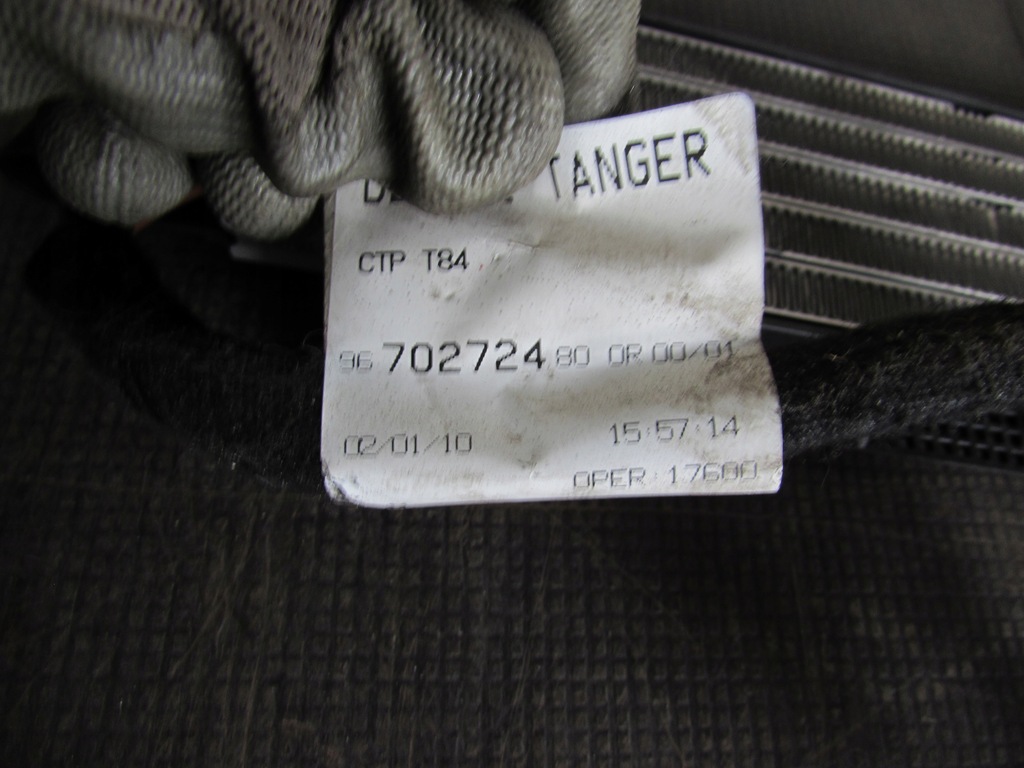 TANGER
CTP T84
96 702724 80 OR 00/01
02/01/10 15:57:14
OPER 17600